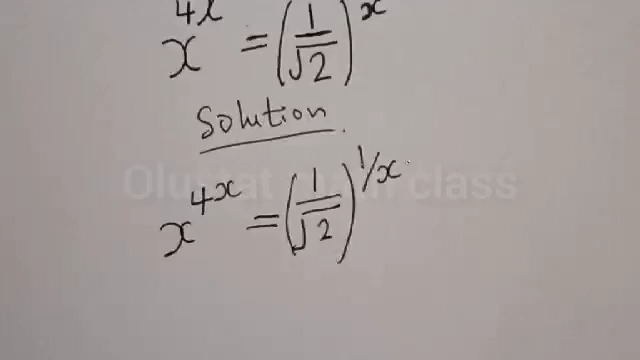 x^4x = (1/√2)^x
Solution
x^4x = (1/√2)^1/x